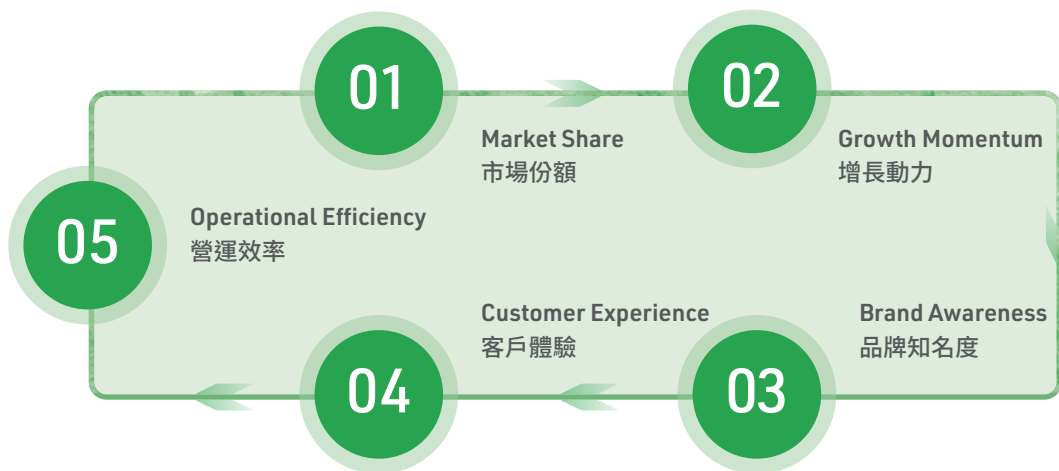 01
Market Share
市場份額
02
Growth Momentum
增長動力
03
Brand Awareness
品牌知名度
04
Customer Experience
客戶體驗
05
Operational Efficiency
營運效率